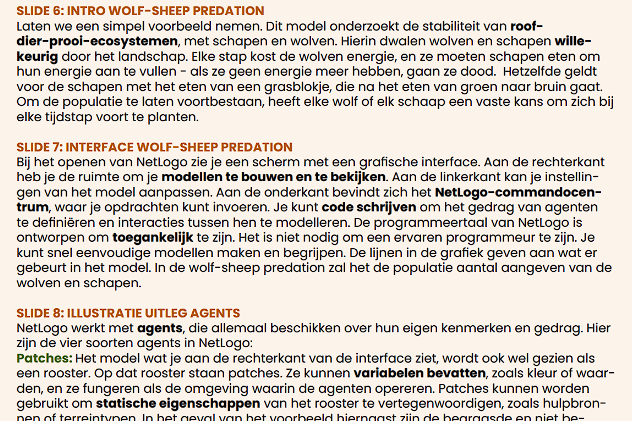 SLIDE 6: INTRO WOLF-SHEEP PREDATION
Laten we een simpel voorbeeld nemen. Dit model onderzoekt de stabiliteit van roof-
dier-prooi-ecosystemen, met schapen en wolven. Hierin dwalen wolven en schapen wille-
keurig door het landschap. Elke stap kost de wolven energie, en ze moeten schapen eten om
hun energie aan te vullen - als ze geen energie meer hebben, gaan ze dood.  Hetzelfde geldt
voor de schapen met het eten van een grasblokje, die na het eten van groen naar bruin gaat.
Om de populatie te laten voortbestaan, heeft elke wolf of elk schaap een vaste kans om zich bij
elke tijdstap voort te planten.
SLIDE 7: INTERFACE WOLF-SHEEP PREDATION
Bij het openen van NetLogo zie je een scherm met een grafische interface. Aan de rechterkant
heb je de ruimte om je modellen te bouwen en te bekijken. Aan de linkerkant kan je instellin-
gen van het model aanpassen. Aan de onderkant bevindt zich het NetLogo-commandocen-
trum, waar je opdrachten kunt invoeren. Je kunt code schrijven om het gedrag van agenten
te definiëren en interacties tussen hen te modelleren. De programmeertaal van NetLogo is
ontworpen om toegankelijk te zijn. Het is niet nodig om een ervaren programmeur te zijn. Je
kunt snel eenvoudige modellen maken en begrijpen. De lijnen in de grafiek geven aan wat er
gebeurt in het model. In de wolf-sheep predation zal het de populatie aantal aangeven van de
wolven en schapen.
SLIDE 8: ILLUSTRATIE UITLEG AGENTS
NetLogo werkt met agents, die allemaal beschikken over hun eigen kenmerken en gedrag. Hier
zijn de vier soorten agents in NetLogo:
Patches: Het model wat je aan de rechterkant van de interface ziet, wordt ook wel gezien als
een rooster. Op dat rooster staan patches. Ze kunnen variabelen bevatten, zoals kleur of waar-
den, en ze fungeren als de omgeving waarin de agenten opereren. Patches kunnen worden
gebruikt om statische eigenschappen van het rooster te vertegenwoordigen, zoals hulpbron-
nen of terreintypen. In het geval van het voorbeeld hiernaast zijn de begraasde en niet be-